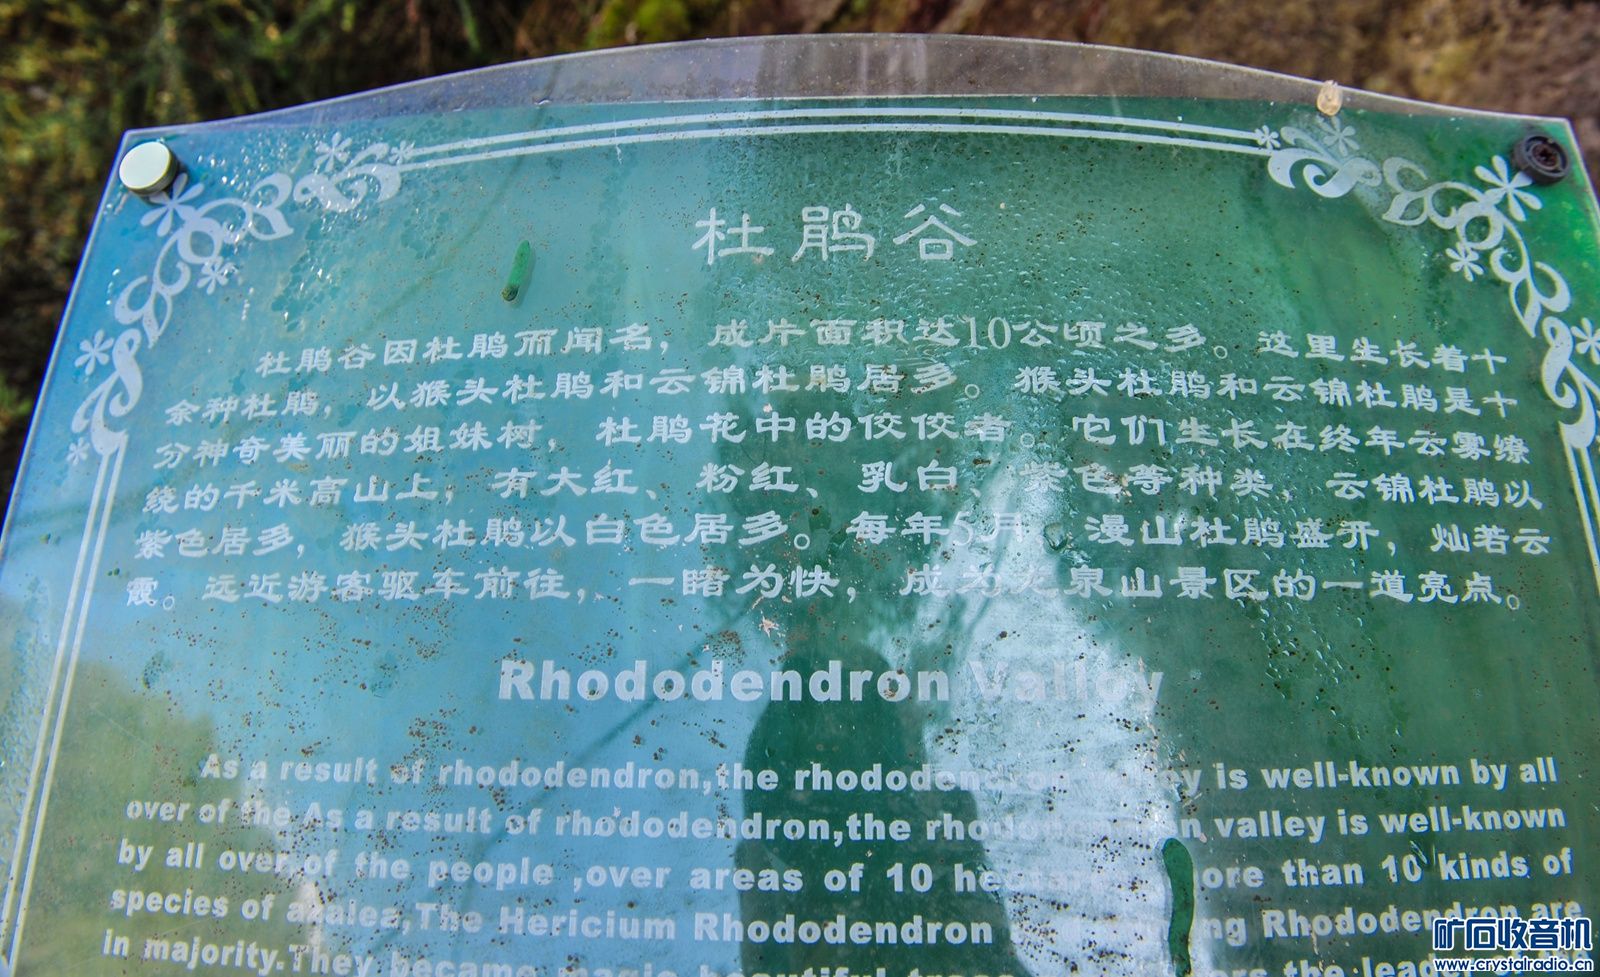 杜鹃谷
杜鹃谷因杜鹃而闻名，成片面积达10公顷之多。这里生长着十
余种杜鹃，以猴头杜鹃和云锦杜鹃居多。猴头杜鹃和云锦杜鹃是十
分神奇美丽的姐妹树，杜鹃花中的佼佼者。它们生长在终年云雾缭
绕的千米高山上，有大红、粉红、乳白、紫色等种类，云锦杜鹃以
紫色居多，猴头杜鹃以白色居多。每年5月，漫山杜鹃盛开，灿若云
霞。远近游客驱车前往，一睹为快，成为龙泉山景区的一道亮点。
Rhododendron Valley
As a result of rhododendron,the rhododendron valley is well-known by all
over of the As a result of rhododendron,the rhododendron valley is well-known
by all over of the people ,over areas of 10 hectares more than 10 kinds of
species of azalea,The Hericium Rhododendron Rhododendron are
in majority.They became magic beautiful the
矿石收音机
www.crystalradio.cn